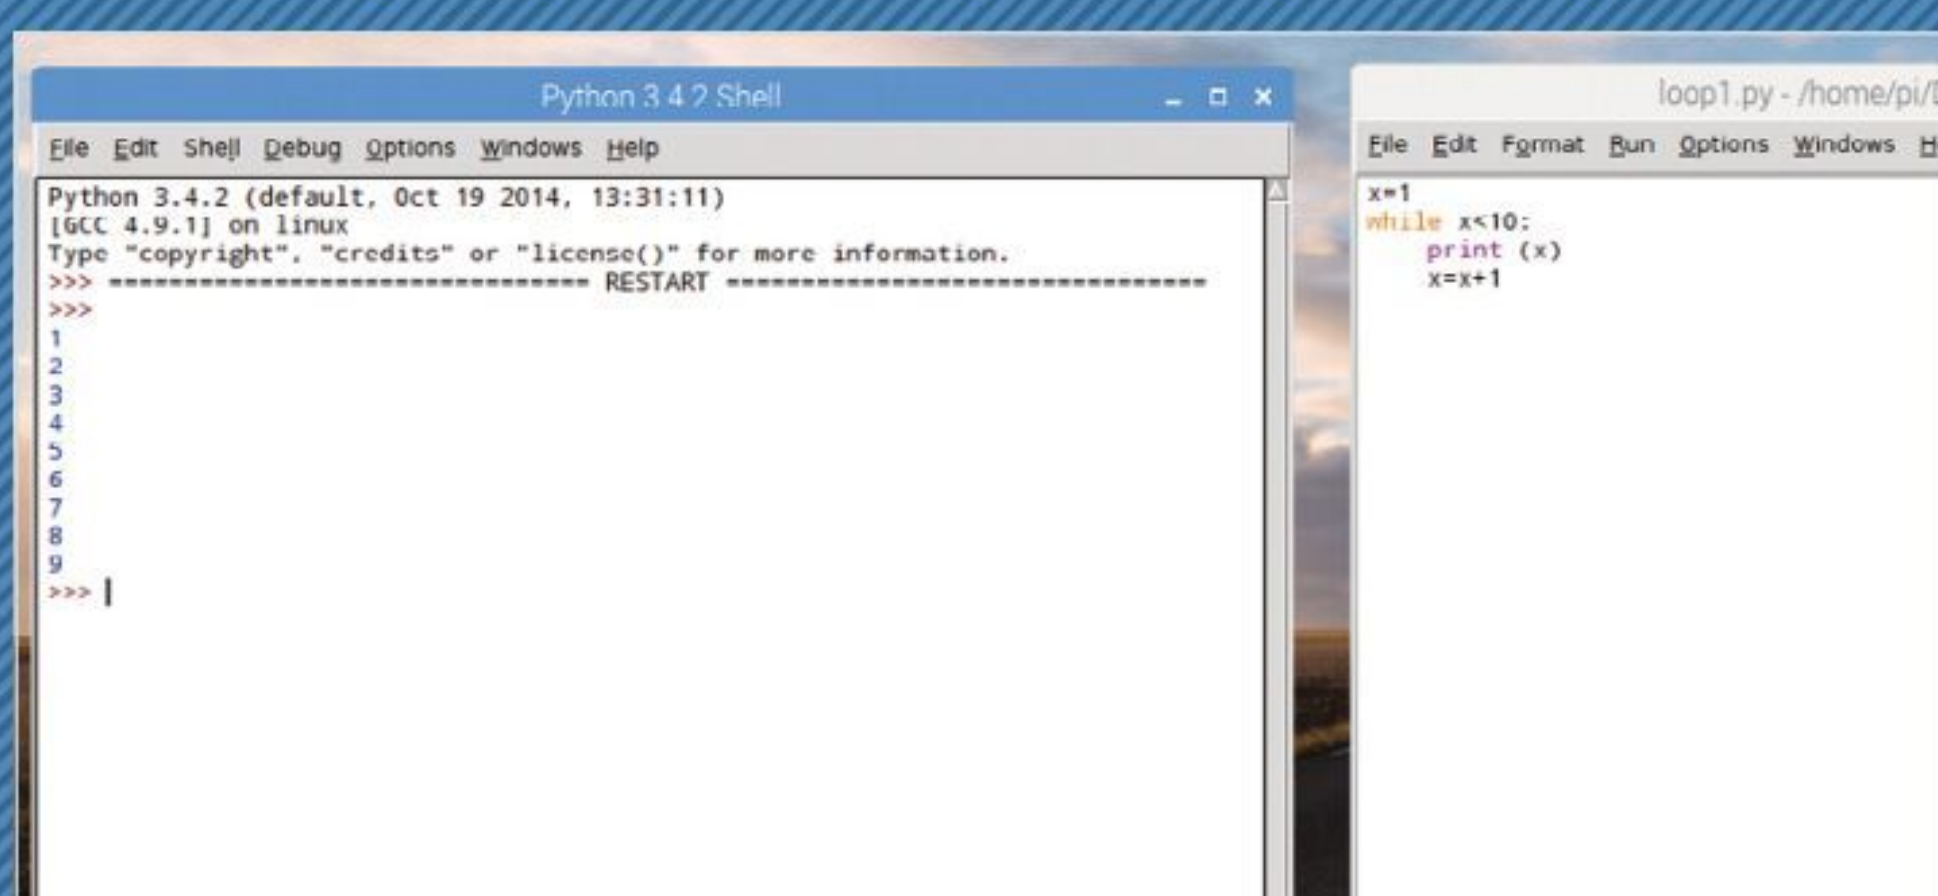 Python 3.4.2 Shell
File Edit Shell Debug Options Windows Help
Python 3.4.2 (default, Oct 19 2014, 13:31:11)
[GCC 4.9.1] on linux
Type "copyright", "credits" or "license()" for more information.
>>> ================================ RESTART ================================
>>>
1
2
3
4
5
6
7
8
9
>>>
loop1.py - /home/pi/
File Edit Format Run Options Windows
x=1
while x<10:
    print (x)
    x=x+1